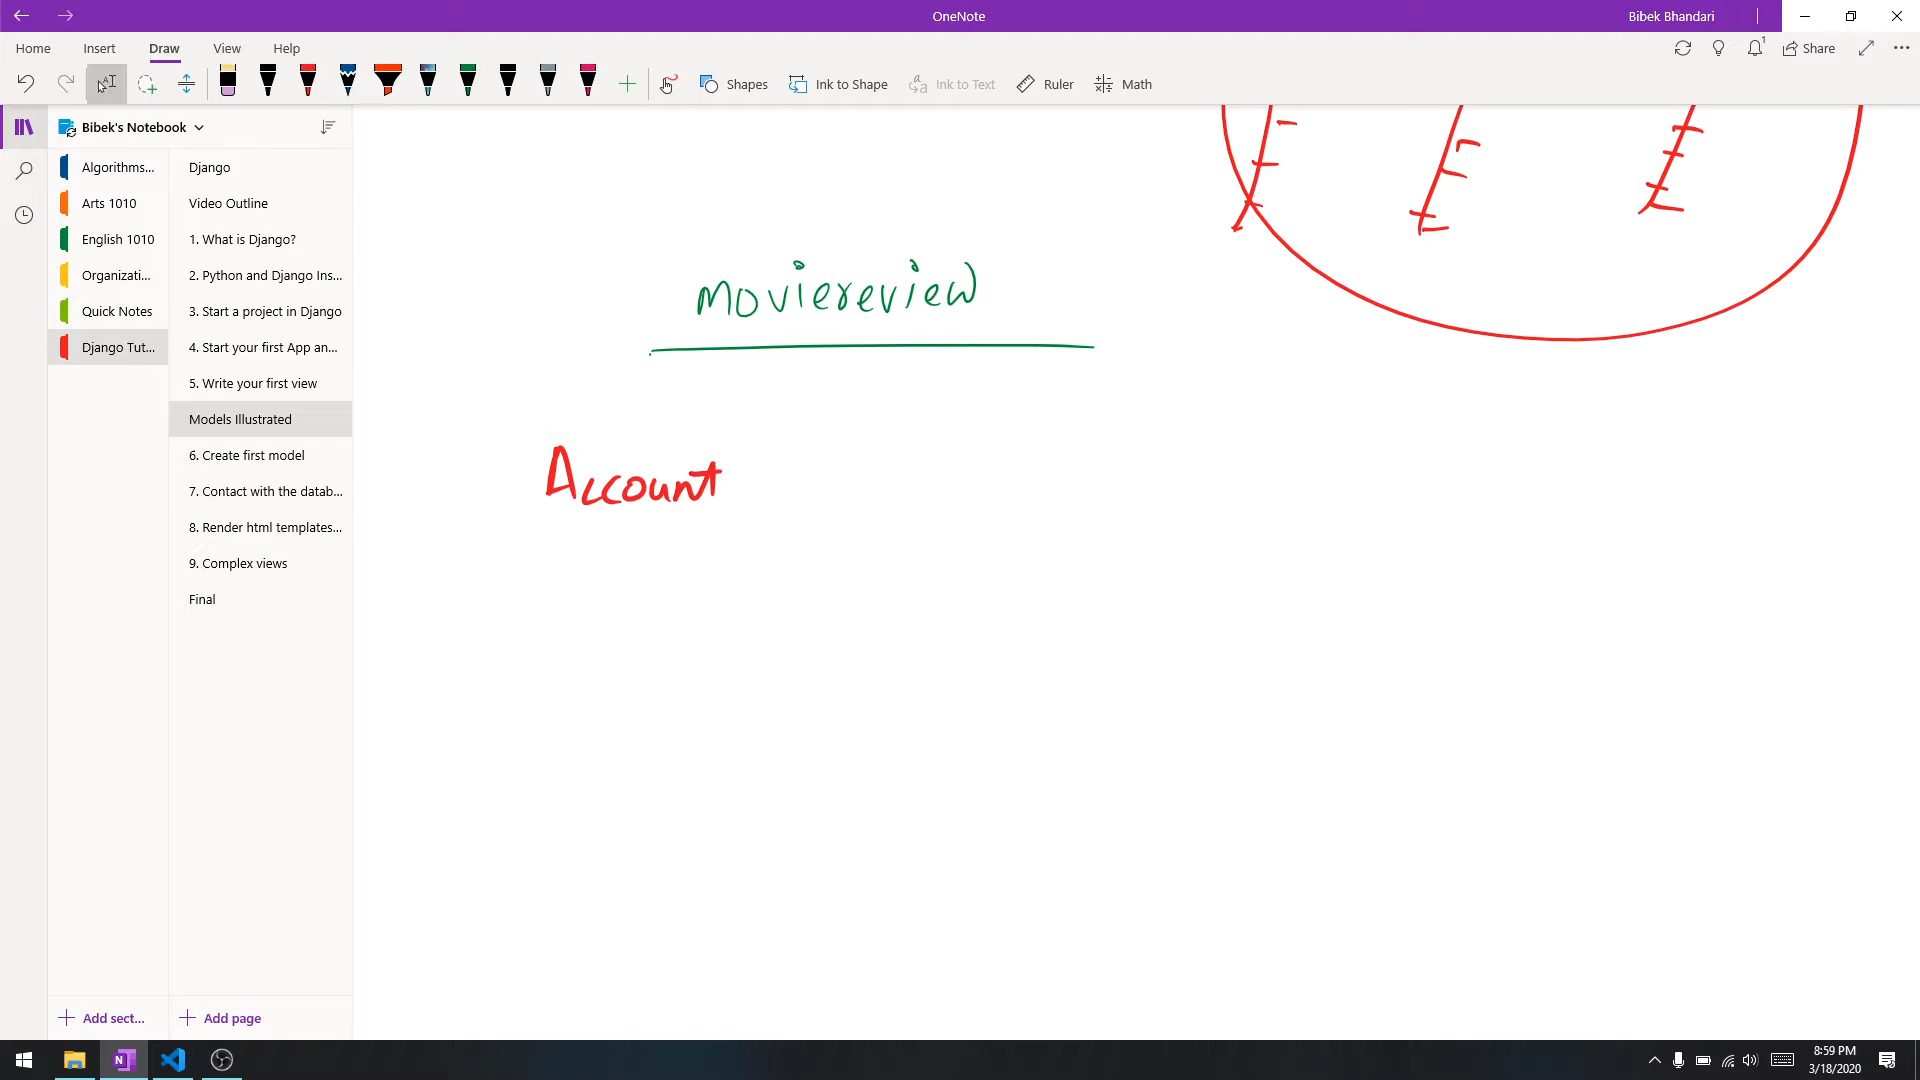 OneNote
Bibek Bhandari
Home Insert Draw View Help
1
Share
Shapes
Ink to Shape
Ink to Text
Ruler
Math
Bibek's Notebook
Algorithms...
Arts 1010
English 1010
Organizati...
Quick Notes
Django Tut...
Django
Video Outline
1. What is Django?
2. Python and Django Ins...
3. Start a project in Django
4. Start your first App an...
5. Write your first view
Models Illustrated
6. Create first model
7. Contact with the datab...
8. Render html templates...
9. Complex views
Final
moviereview
Account
Add sect...
Add page
8:59 PM
3/18/2020